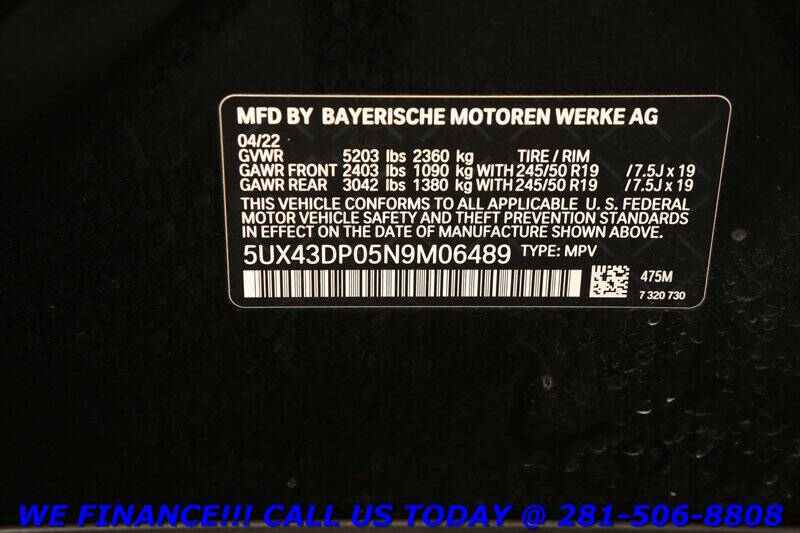 MFD BY BAYERISCHE MOTOREN WERKE AG
04/22
GVWR 5203 lbs 2360 kg TIRE / RIM
GAWR FRONT 2403 lbs 1090 kg WITH 245/50 R19 / 7.5J x 19
GAWR REAR 3042 lbs 1380 kg WITH 245/50 R19 / 7.5J x 19
THIS VEHICLE CONFORMS TO ALL APPLICABLE U. S. FEDERAL
MOTOR VEHICLE SAFETY AND THEFT PREVENTION STANDARDS
IN EFFECT ON THE DATE OF MANUFACTURE SHOWN ABOVE.
5UX43DP05N9M06489 TYPE: MPV
475M
7 320 730
WE FINANCE!!! CALL US TODAY @ 281-506-8808